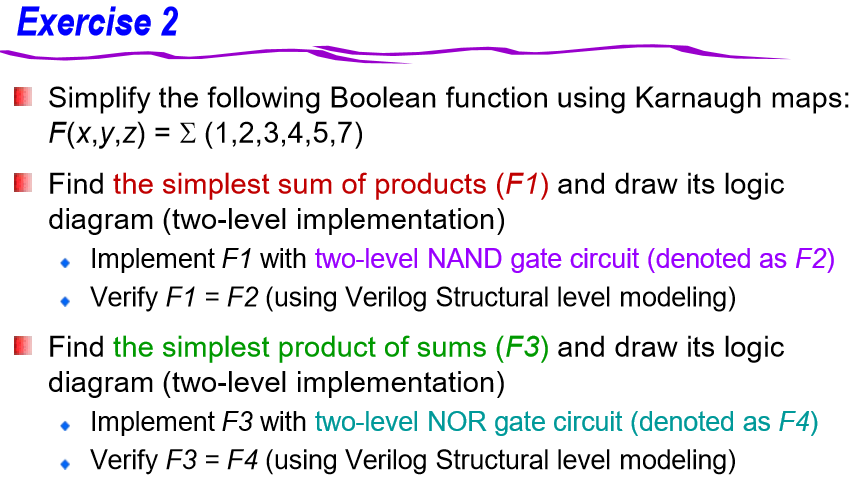 Exercise 2
Simplify the following Boolean function using Karnaugh maps:
F(x,y,z) = Σ (1,2,3,4,5,7)
Find the simplest sum of products (F1) and draw its logic
diagram (two-level implementation)
Implement F1 with two-level NAND gate circuit (denoted as F2)
Verify F1 = F2 (using Verilog Structural level modeling)
Find the simplest product of sums (F3) and draw its logic
diagram (two-level implementation)
Implement F3 with two-level NOR gate circuit (denoted as F4)
Verify F3 = F4 (using Verilog Structural level modeling)